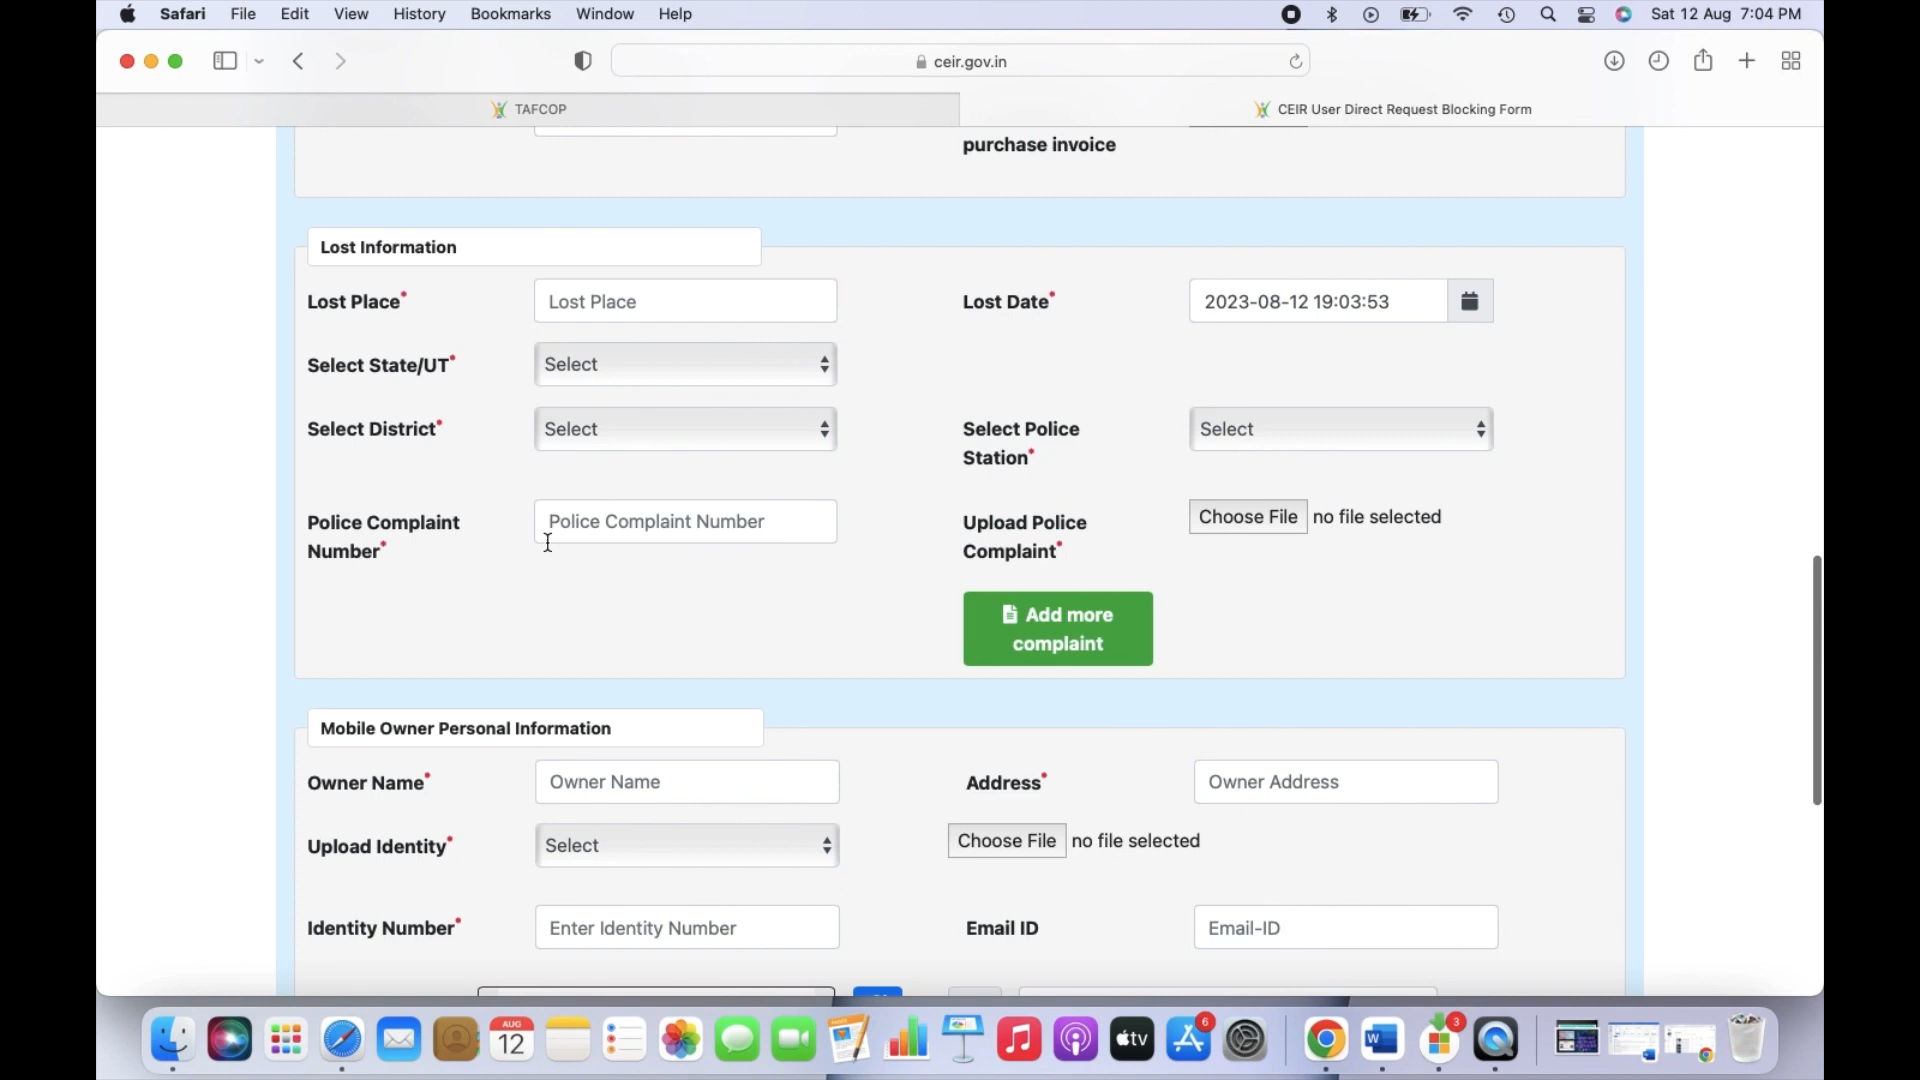 Safari File Edit View History Bookmarks Window Help Sat 12 Aug 7:04 PM
ceir.gov.in
TAFCOP CEIR User Direct Request Blocking Form
purchase invoice
Lost Information
Lost Place* Lost Place Lost Date* 2023-08-12 19:03:53
Select State/UT* Select
Select District* Select Select Police Station* Select
Police Complaint Number* Police Complaint Number Upload Police Complaint* Choose File no file selected
Add more
complaint
Mobile Owner Personal Information
Owner Name* Owner Name Address* Owner Address
Upload Identity* Select Choose File no file selected
Identity Number* Enter Identity Number Email ID Email-ID
AUG
12
tv
6
W
3